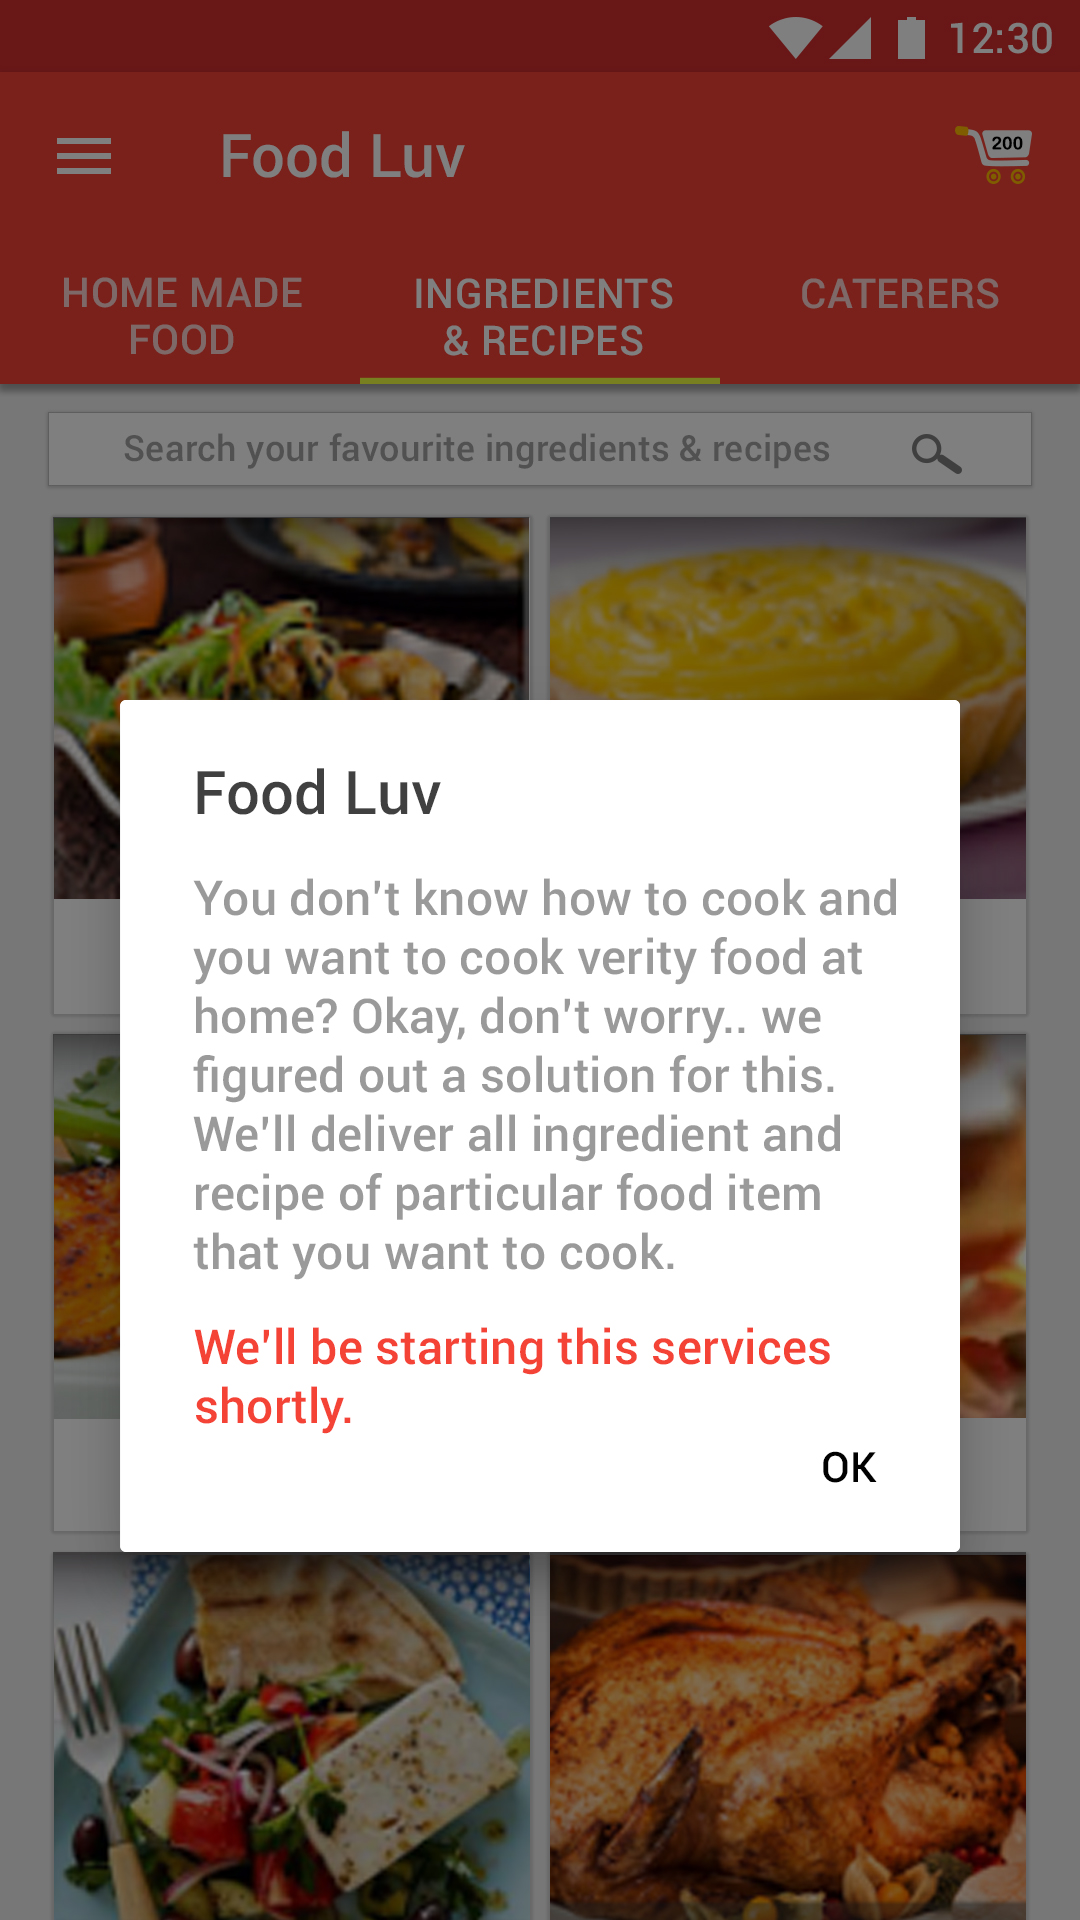 12:30
Food Luv
200
HOME MADE
FOOD
INGREDIENTS
& RECIPES
CATERERS
Search your favourite ingredients & recipes
Food Luv
You don't know how to cook and
you want to cook verity food at
home? Okay, don't worry.. we
figured out a solution for this.
We'll deliver all ingredient and
recipe of particular food item
that you want to cook.
We'll be starting this services
shortly.
OK